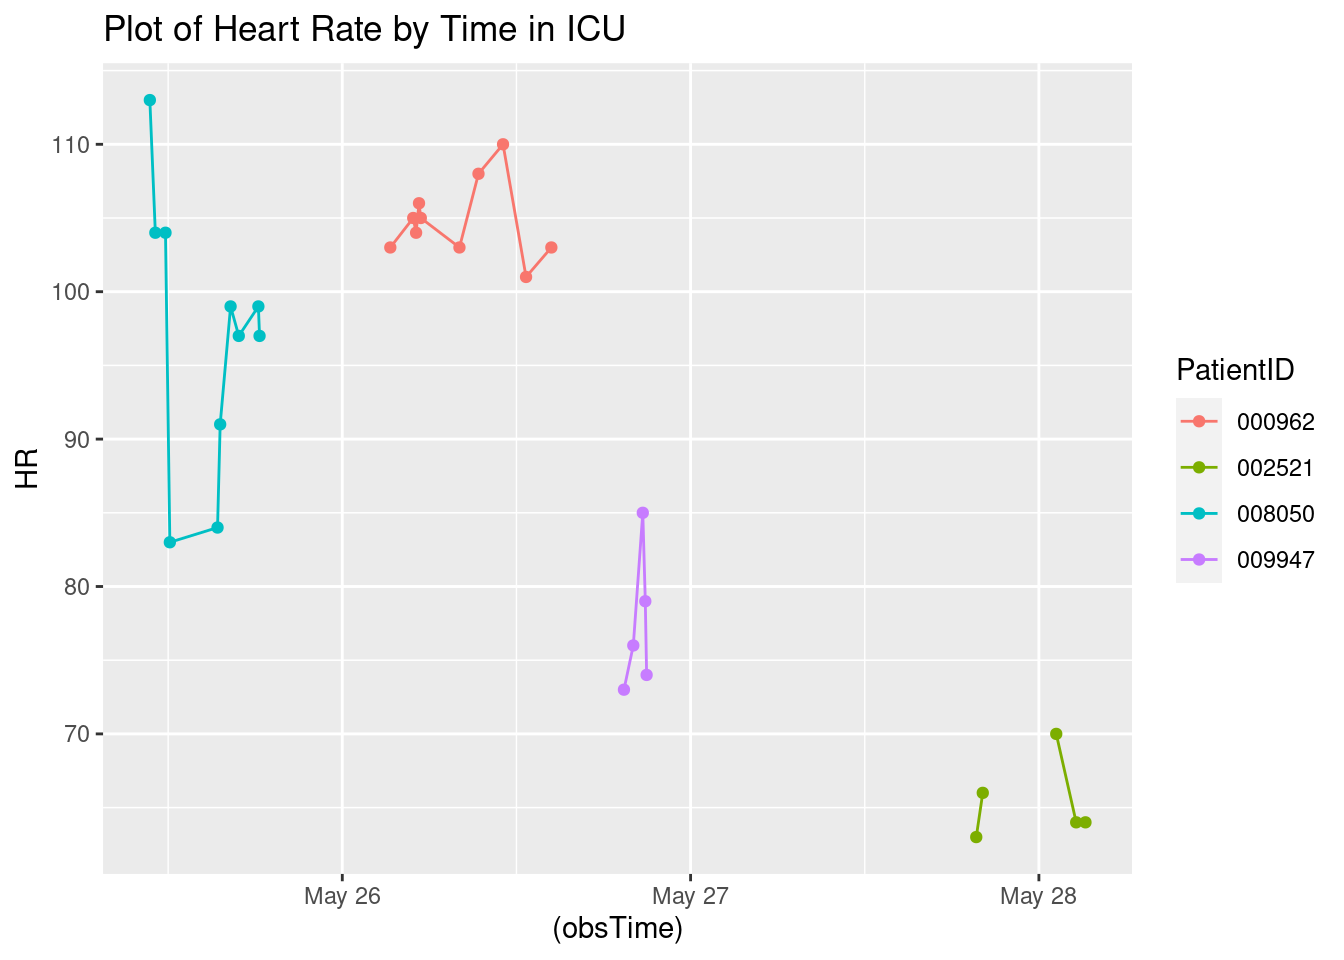 Plot of Heart Rate by Time in ICU
110
100
90
80
70
HR
May 26
May 27
May 28
(obsTime)
PatientID
000962
002521
008050
009947